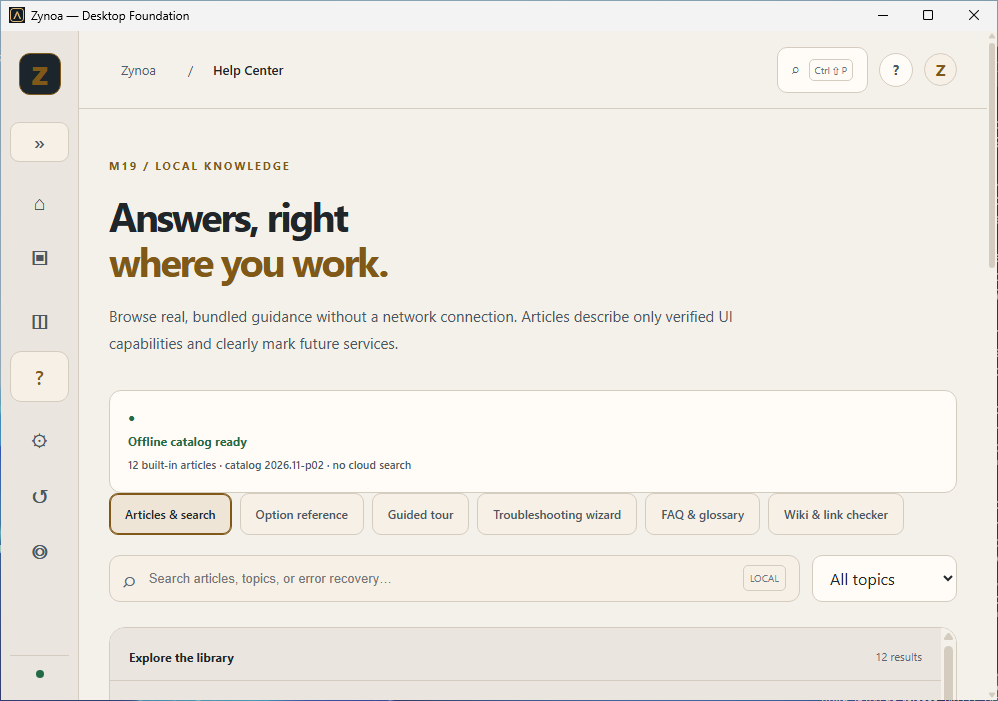 Zynoa — Desktop Foundation
Z
Zynoa / Help Center
Ctrl ⇧ P
?
Z
»
?
M19 / LOCAL KNOWLEDGE
Answers, right
where you work.
Browse real, bundled guidance without a network connection. Articles describe only verified UI
capabilities and clearly mark future services.
Offline catalog ready
12 built-in articles · catalog 2026.11-p02 · no cloud search
Articles & search
Option reference
Guided tour
Troubleshooting wizard
FAQ & glossary
Wiki & link checker
Search articles, topics, or error recovery…
LOCAL
All topics
Explore the library
12 results